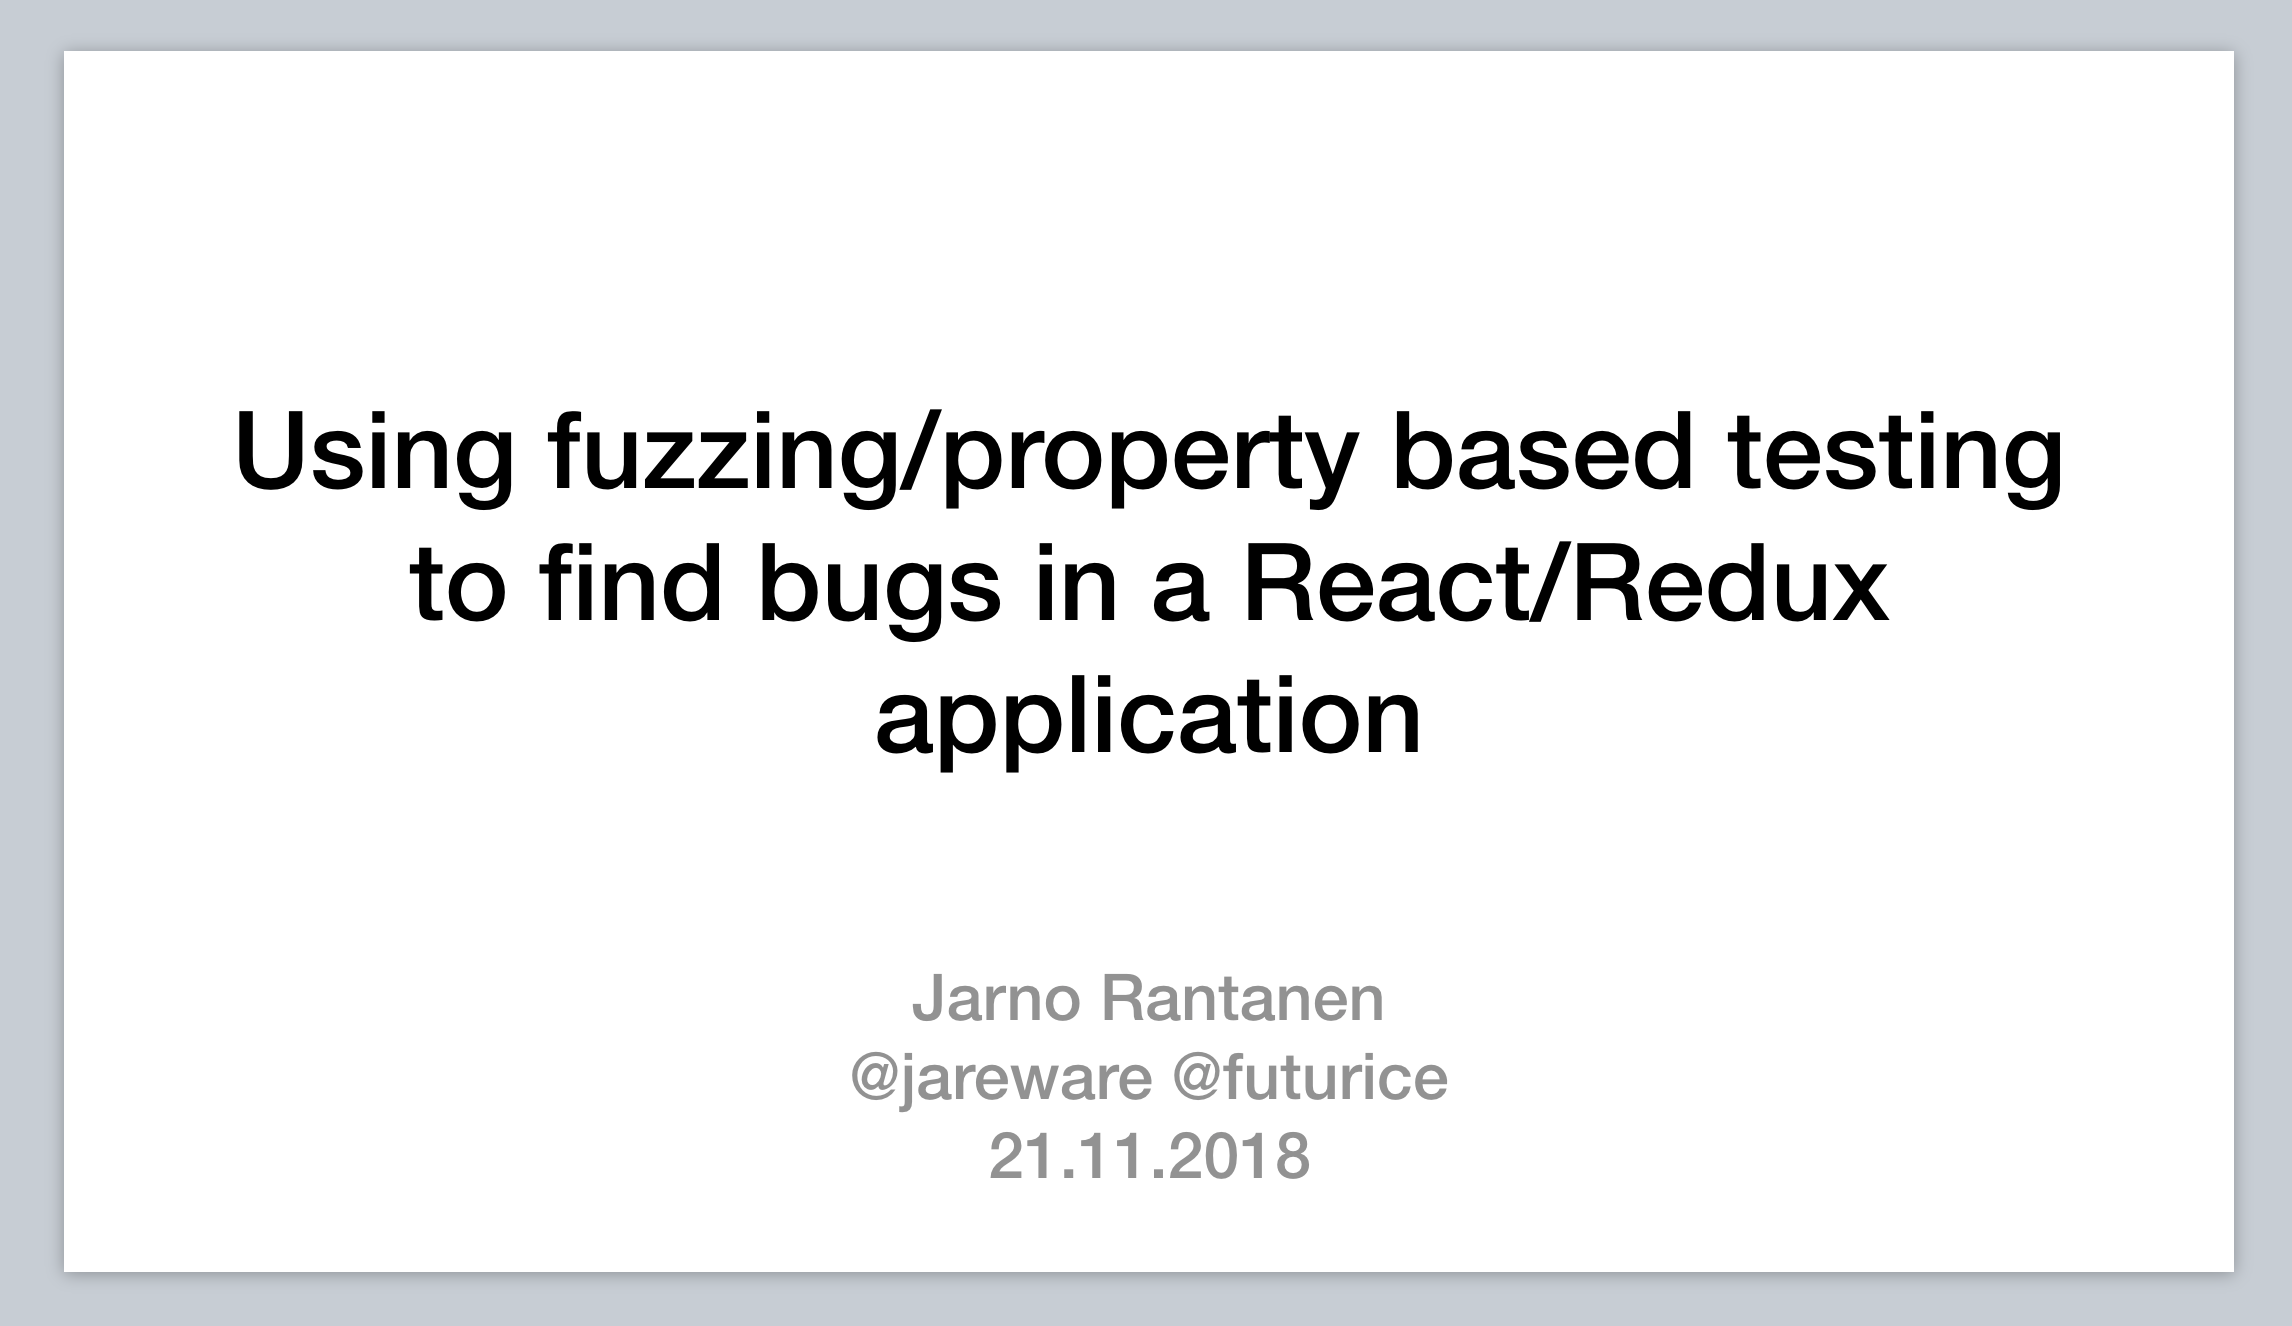 Using fuzzing/property based testing
to find bugs in a React/Redux
application
Jarno Rantanen
@jareware @futurice
21.11.2018